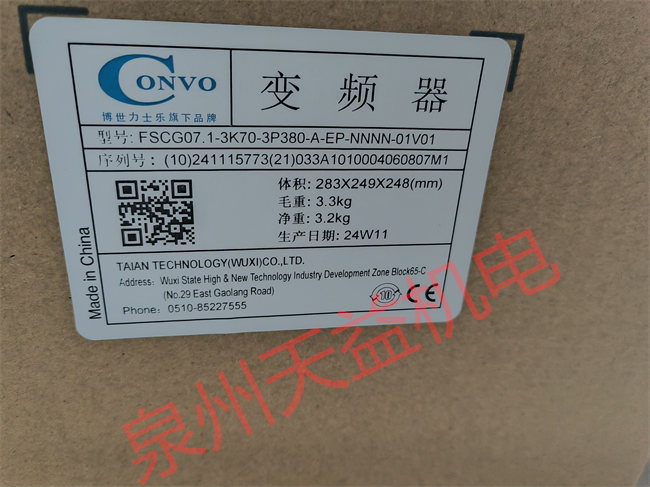 CONVO
博世力士乐旗下品牌
变频器
型号: FSCG07.1-3K70-3P380-A-EP-NNNN-01V01
序列号: (10)241115773(21)033A1010004060807M1
体积: 283X249X248(mm)
毛重: 3.3kg
净重: 3.2kg
生产日期: 24W11
Made in China
TAIAN TECHNOLOGY(WUXI)CO.,LTD.
Address: Wuxi State High & New Technology Industry Development Zone Block65-C
(No.29 East Gaolang Road)
Phone: 0510-85227555
10
CE
泉州天益机电